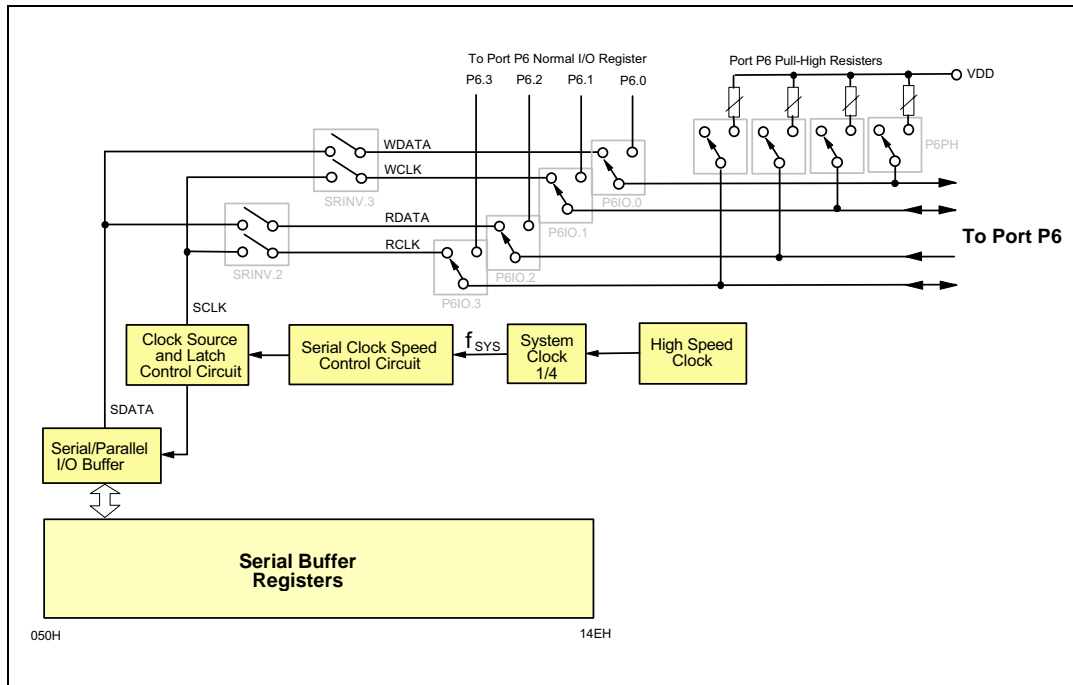 To Port P6 Normal I/O Register
P6.3 P6.2 P6.1 P6.0
Port P6 Pull-High Resisters
VDD
P6PH
WDATA
WCLK
SRINV.3
P6IO.0
P6IO.1
RDATA
RCLK
SRINV.2
P6IO.2
P6IO.3
To Port P6
SCLK
Clock Source
and Latch
Control Circuit
Serial Clock Speed
Control Circuit
fSYS
System
Clock
1/4
High Speed
Clock
SDATA
Serial/Parallel
I/O Buffer
Serial Buffer
Registers
050H 14EH